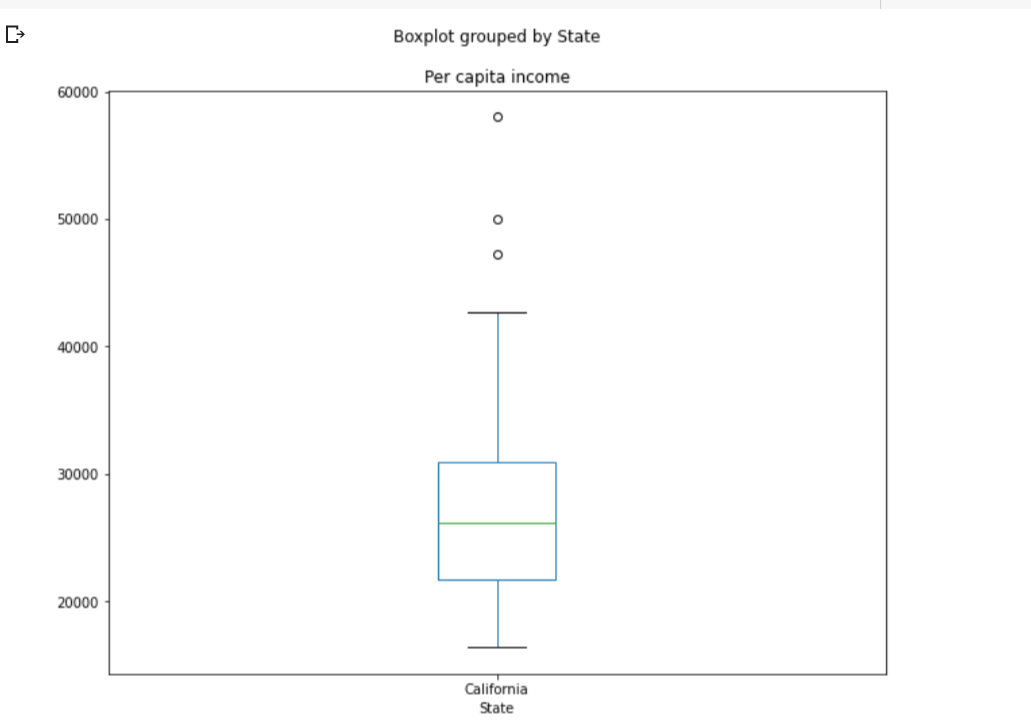 Boxplot grouped by State
Per capita income
60000
50000
40000
30000
20000
California
State